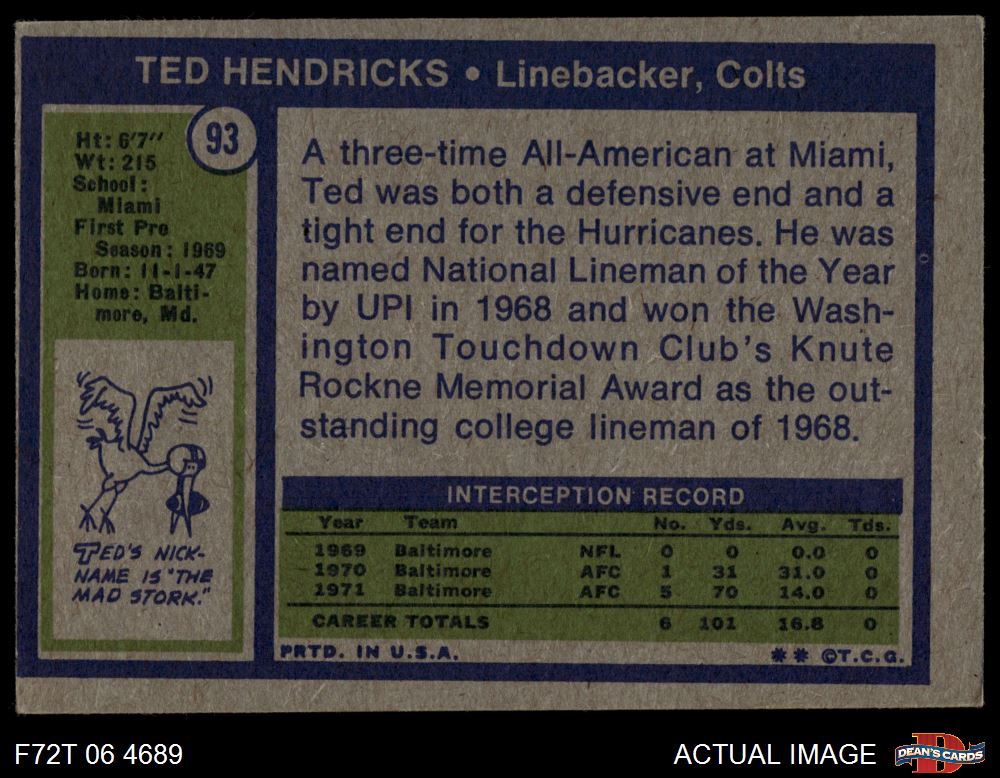 TED HENDRICKS • Linebacker, Colts
93
Ht: 6'7"
Wt: 215
School:
Miami
First Pro
Season: 1969
Born: 11-1-47
Home: Balti-
more, Md.
TED'S NICK-
NAME IS "THE
MAD STORK."
A three-time All-American at Miami,
Ted was both a defensive end and a
tight end for the Hurricanes. He was
named National Lineman of the Year
by UPI in 1968 and won the Wash-
ington Touchdown Club's Knute
Rockne Memorial Award as the out-
standing college lineman of 1968.
INTERCEPTION RECORD
Year Team No. Yds. Avg. Tds.
1969 Baltimore NFL 0 0 0.0 0
1970 Baltimore AFC 1 31 31.0 0
1971 Baltimore AFC 5 70 14.0 0
CAREER TOTALS 6 101 16.8 0
PRTD. IN U.S.A. ** ©T.C.G.
F72T 06 4689 ACTUAL IMAGE
DEAN'S CARDS